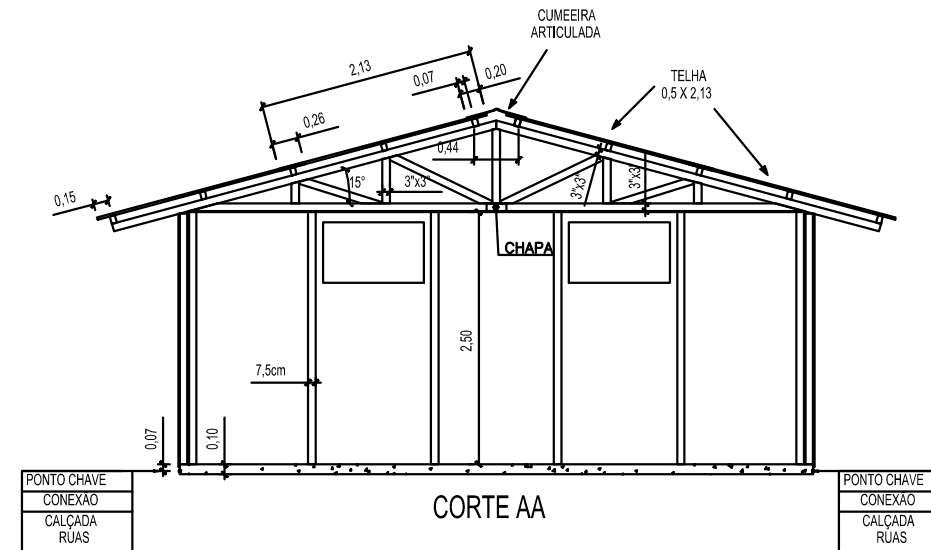 CUMEEIRA
ARTICULADA
2,13
0,07
0,20
TELHA
0,5 X 2,13
0,26
0,44
15°
3"x3"
3"x3"
3"x3
0,15
CHAPA
2,50
7,5cm
0,07
0,10
PONTO CHAVE
CONEXÃO
CALÇADA
RUAS
CORTE AA
PONTO CHAVE
CONEXÃO
CALÇADA
RUAS